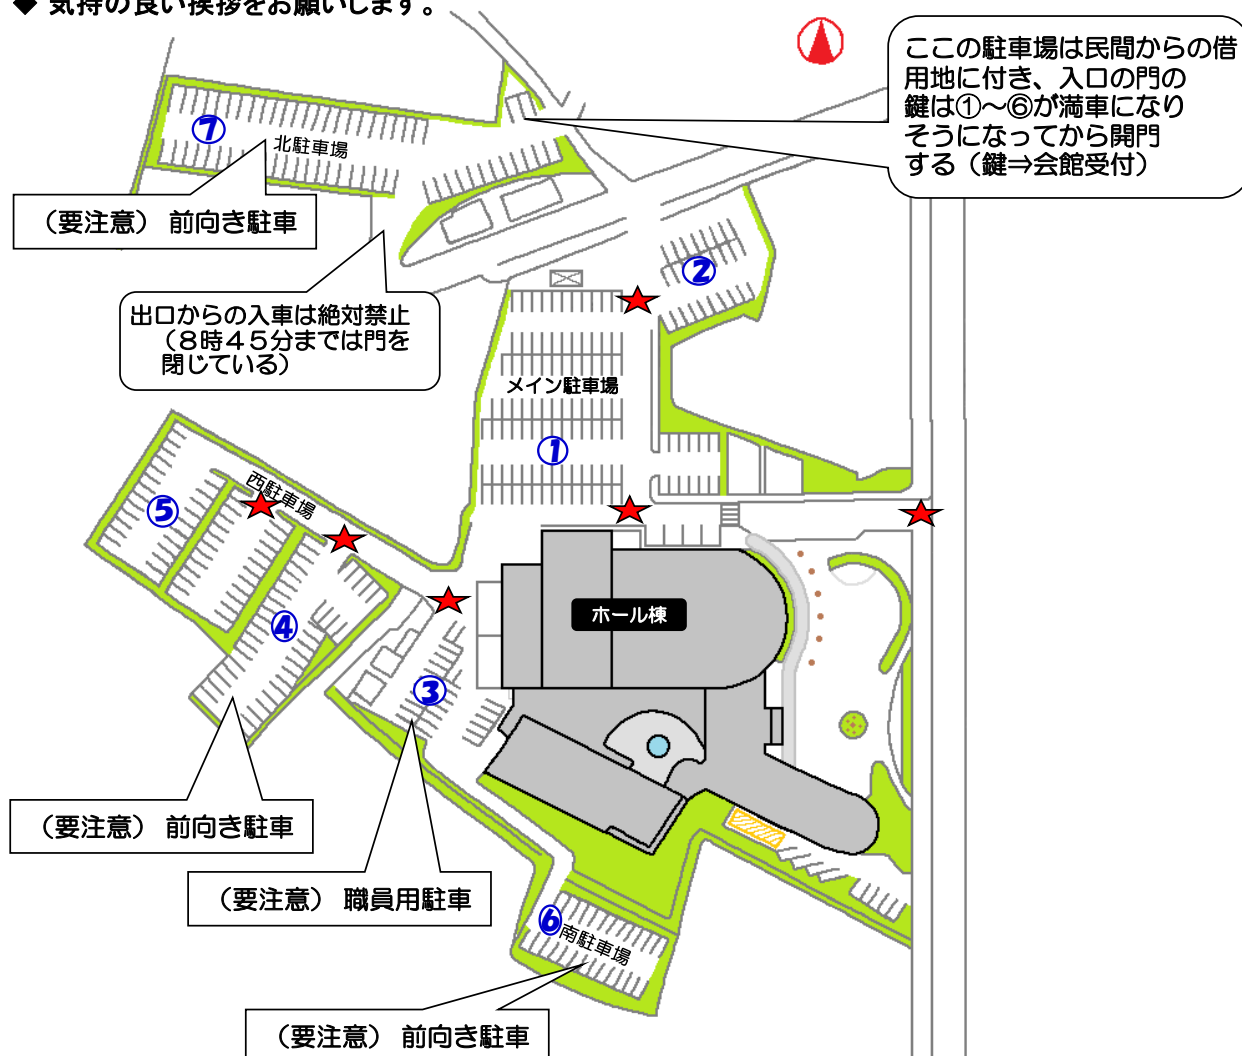 ◆ 気持の良い挨拶をお願いします。
ここの駐車場は民間からの借
用地に付き、入口の門の
鍵は①～⑥が満車になり
そうになってから開門
する（鍵⇒会館受付）
⑦
北駐車場
（要注意） 前向き駐車
②
出口からの入車は絶対禁止
（８時４５分までは門を
閉じている）
メイン駐車場
①
西駐車場
⑤
ホール棟
④
③
（要注意） 前向き駐車
（要注意） 職員用駐車
⑥
南駐車場
（要注意） 前向き駐車